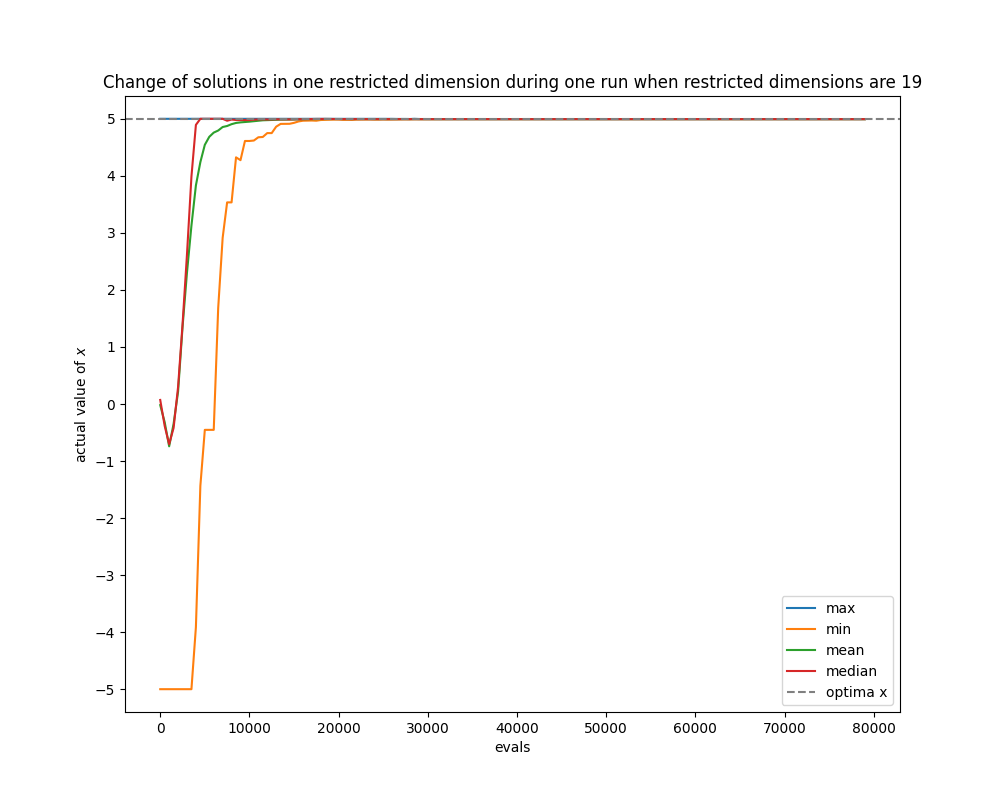 Change of solutions in one restricted dimension during one run when restricted dimensions are 19
actual value of x
5
4
3
2
1
0
−1
−2
−3
−4
−5
0 10000 20000 30000 40000 50000 60000 70000 80000
evals
max
min
mean
median
optima x